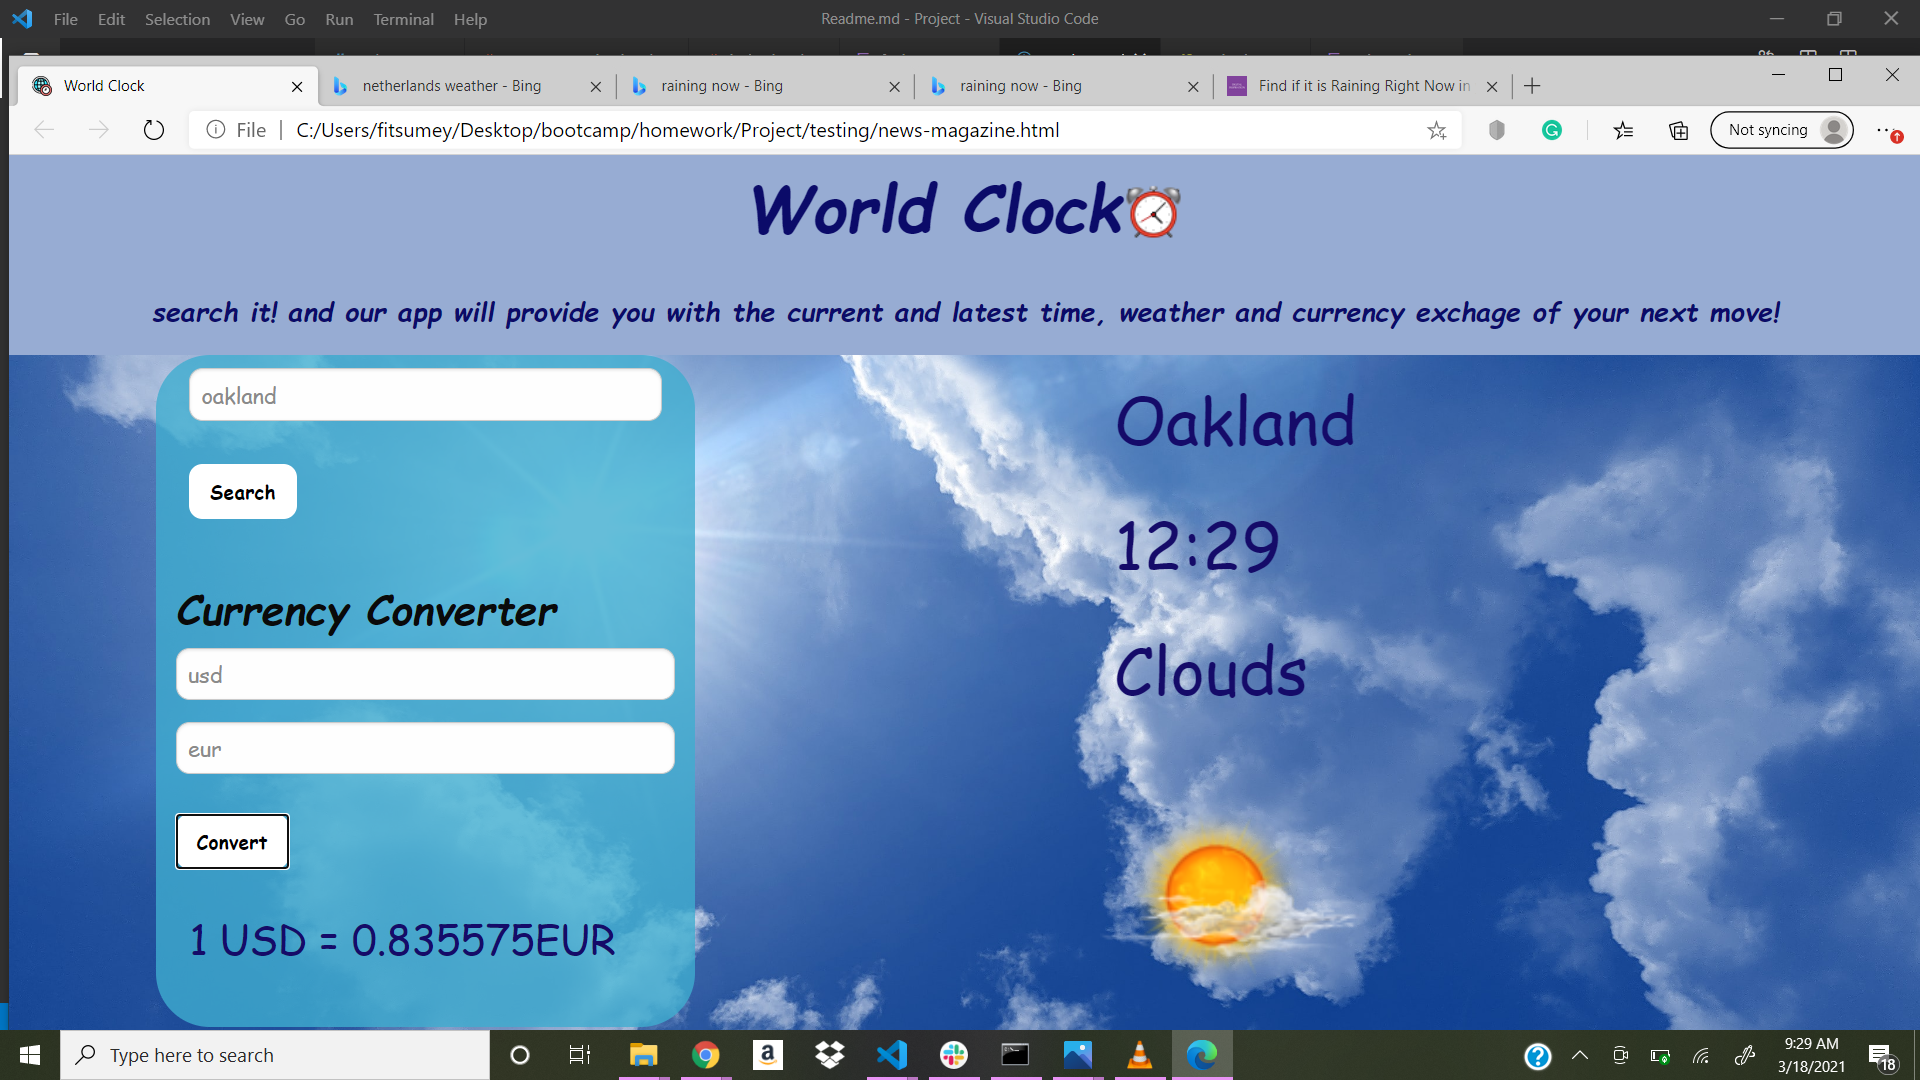 File Edit Selection View Go Run Terminal Help
Readme.md - Project - Visual Studio Code
World Clock
netherlands weather - Bing
raining now - Bing
raining now - Bing
Find if it is Raining Right Now in
File C:/Users/fitsumey/Desktop/bootcamp/homework/Project/testing/news-magazine.html
Not syncing
World Clock
search it! and our app will provide you with the current and latest time, weather and currency exchage of your next move!
oakland
Search
Currency Converter
usd
eur
Convert
1 USD = 0.835575EUR
Oakland
12:29
Clouds
Type here to search
9:29 AM
3/18/2021
18